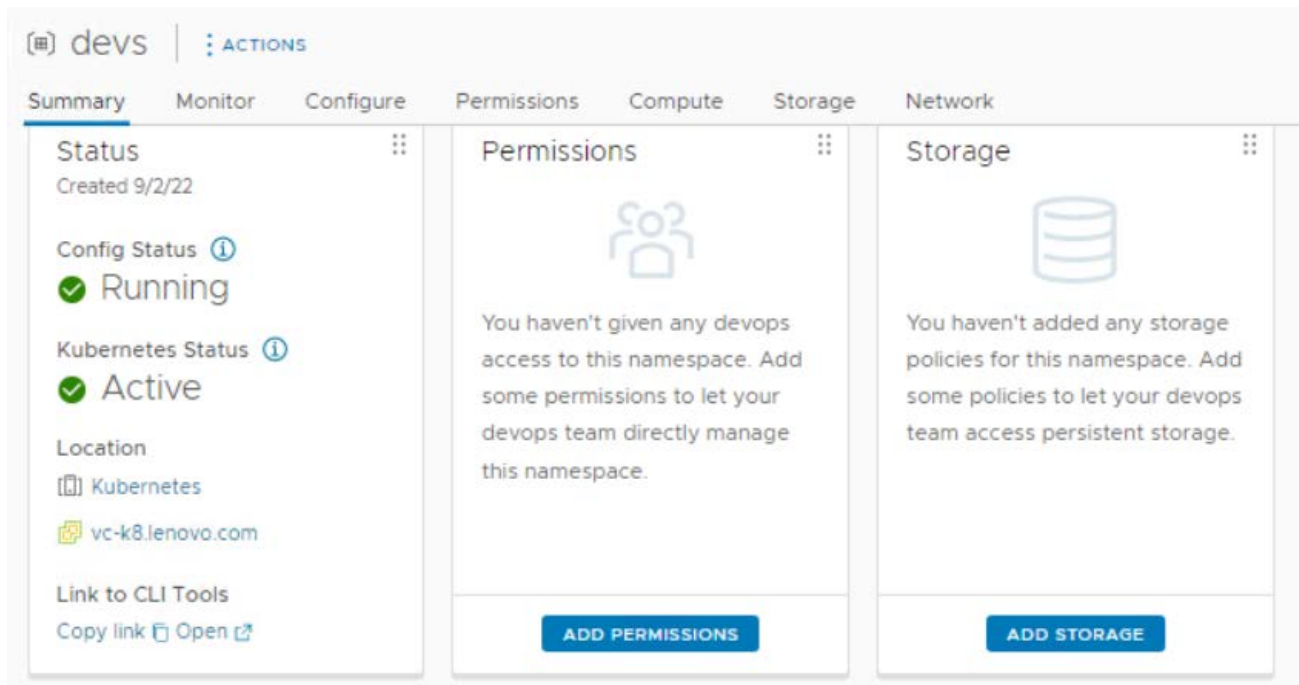 devs
ACTIONS
Summary Monitor Configure Permissions Compute Storage Network
Status
Created 9/2/22
Config Status
Running
Kubernetes Status
Active
Location
Kubernetes
vc-k8.lenovo.com
Link to CLI Tools
Copy link Open
Permissions
You haven't given any devops
access to this namespace. Add
some permissions to let your
devops team directly manage
this namespace.
ADD PERMISSIONS
Storage
You haven't added any storage
policies for this namespace. Add
some policies to let your devops
team access persistent storage.
ADD STORAGE